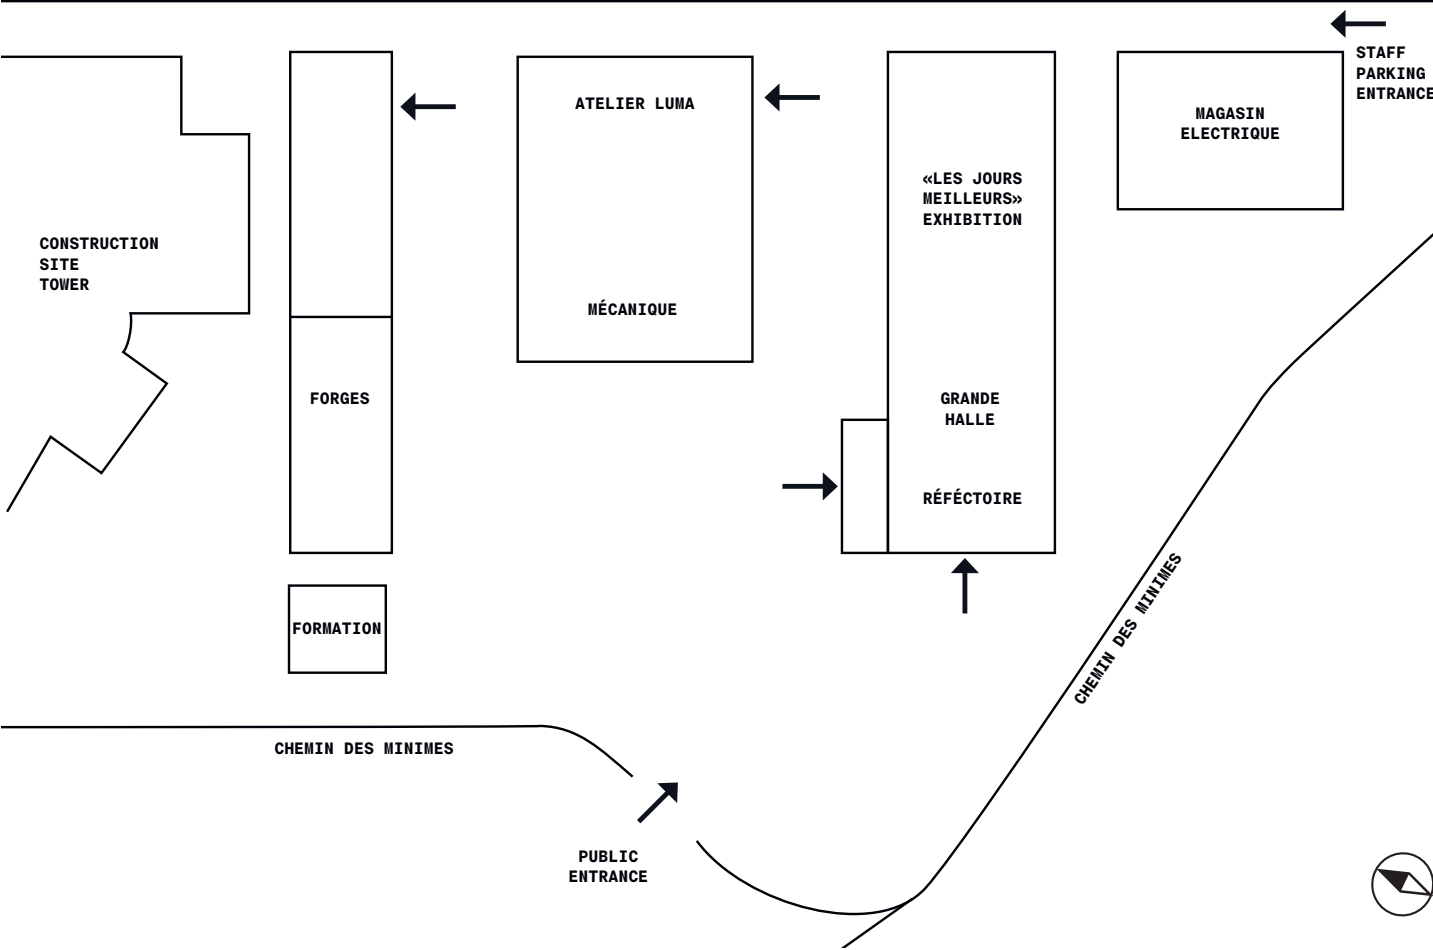 STAFF
PARKING
ENTRANCE
ATELIER LUMA
MAGASIN
ELECTRIQUE
«LES JOURS
MEILLEURS»
EXHIBITION
CONSTRUCTION
SITE
TOWER
MÉCANIQUE
FORGES
GRANDE
HALLE
RÉFÉCTOIRE
FORMATION
CHEMIN DES MINIMES
CHEMIN DES MINIMES
PUBLIC
ENTRANCE